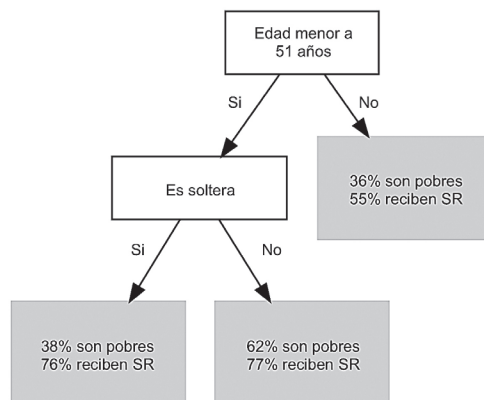 Edad menor a
51 años
Si
No
36% son pobres
55% reciben SR
Es soltera
Si
No
38% son pobres
76% reciben SR
62% son pobres
77% reciben SR